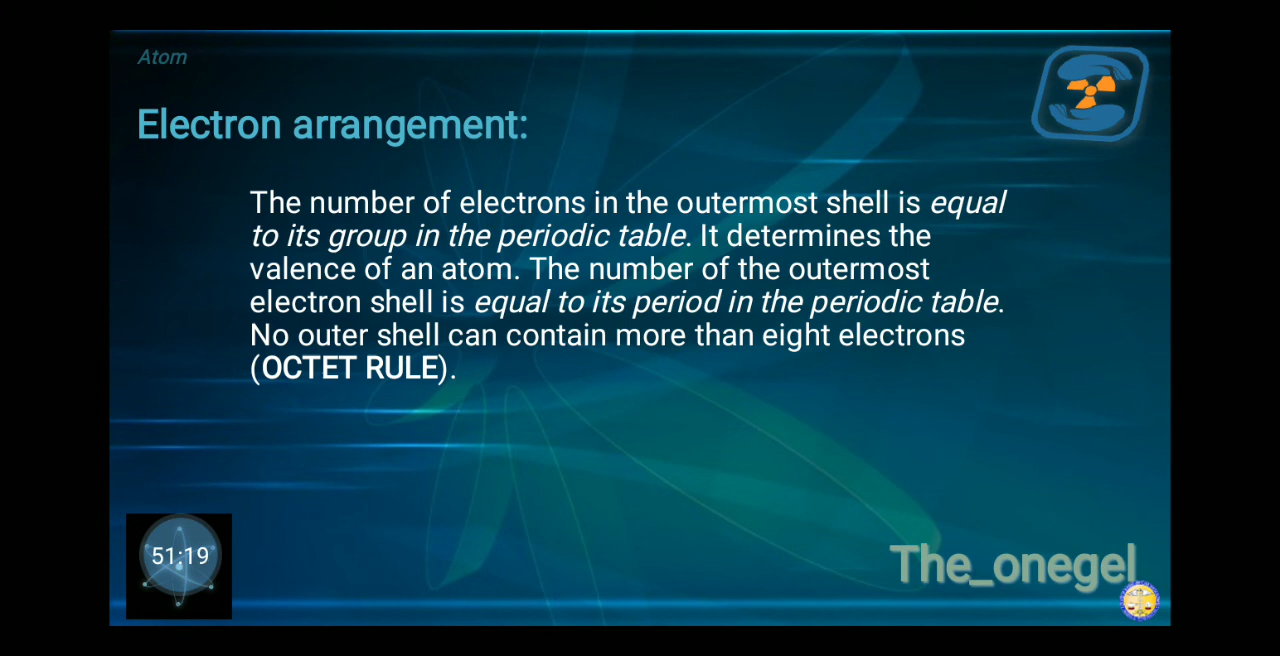 Atom
Electron arrangement:
The number of electrons in the outermost shell is equal
to its group in the periodic table. It determines the
valence of an atom. The number of the outermost
electron shell is equal to its period in the periodic table.
No outer shell can contain more than eight electrons
(OCTET RULE).
51:19
The_onegel